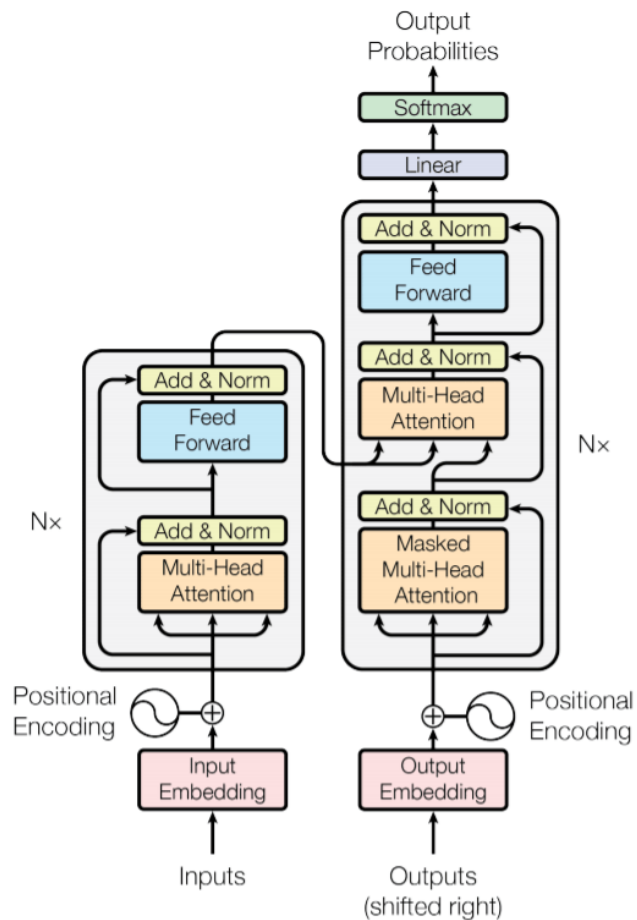 Output
Probabilities
Softmax
Linear
Add & Norm
Feed
Forward
Add & Norm
Multi-Head
Attention
Add & Norm
Masked
Multi-Head
Attention
Nx
Add & Norm
Feed
Forward
Add & Norm
Multi-Head
Attention
Nx
Positional
Encoding
Positional
Encoding
Input
Embedding
Output
Embedding
Inputs
Outputs
(shifted right)